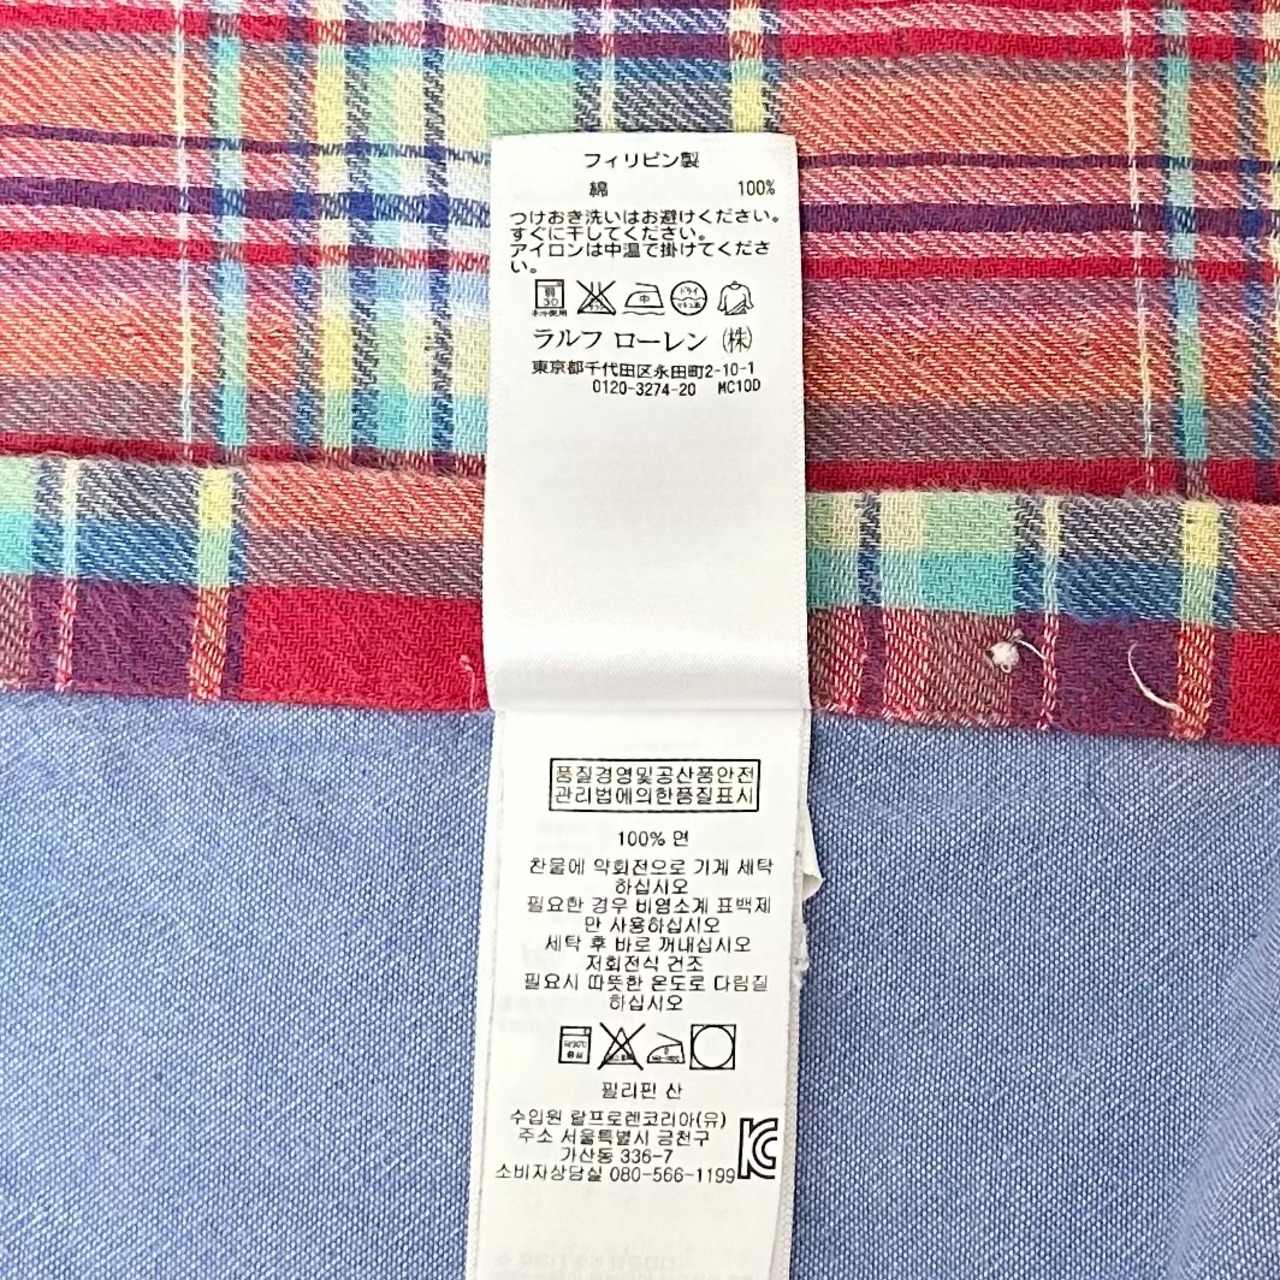 フィリピン製
綿 100%
つけおき洗いはお避けください。
すぐに干してください。
アイロンは中温で掛けてくださ
い。
弱
30
ネット使用
中
ドライ
ラルフ ローレン (株)
東京都千代田区永田町2-10-1
0120-3274-20 MC10D
품질경영및공산품안전
관리법에의한품질표시
100% 면
찬물에 약회전으로 기계 세탁
하십시오
필요한 경우 비염소계 표백제
만 사용하십시오
세탁 후 바로 꺼내십시오
저회전식 건조
필요시 따뜻한 온도로 다림질
하십시오
필리핀 산
수입원 랄프로렌코리아(유)
주소 서울특별시 금천구
가산동 336-7
소비자상담실 080-566-1199